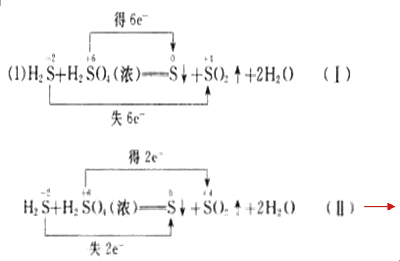 得 6e⁻
-2 +6 0 +4
(1)H₂S+H₂SO₄(浓)══S↓+SO₂↑+2H₂O (Ⅰ)
失 6e⁻
得 2e⁻
-2 +6 0 +4
H₂S+H₂SO₄(浓)══S↓+SO₂↑+2H₂O (Ⅱ)
失 2e⁻